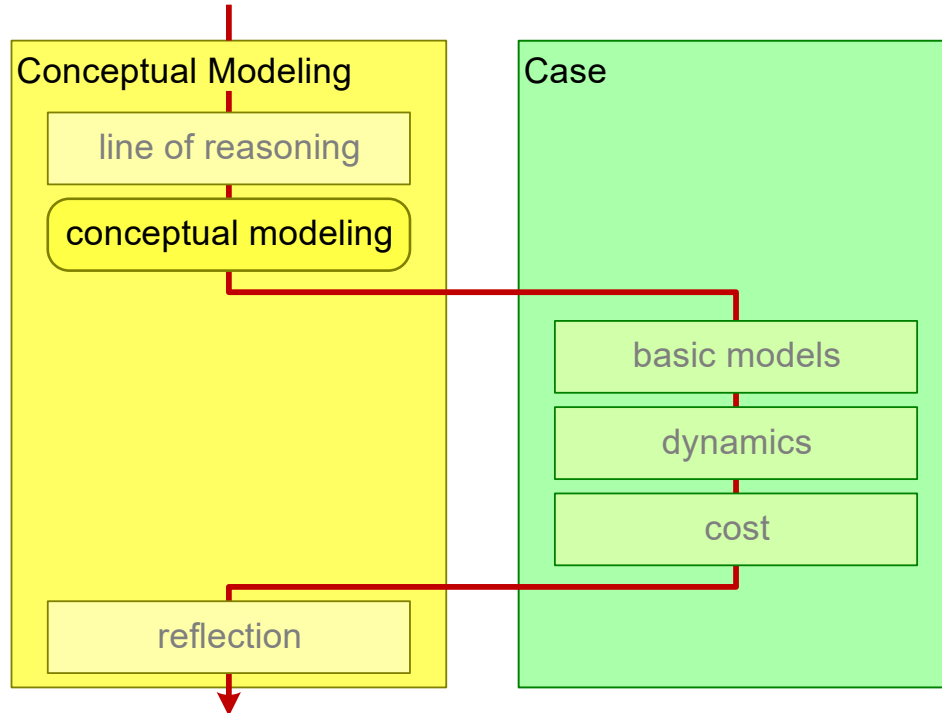 Conceptual Modeling
line of reasoning
conceptual modeling
Case
basic models
dynamics
cost
reflection